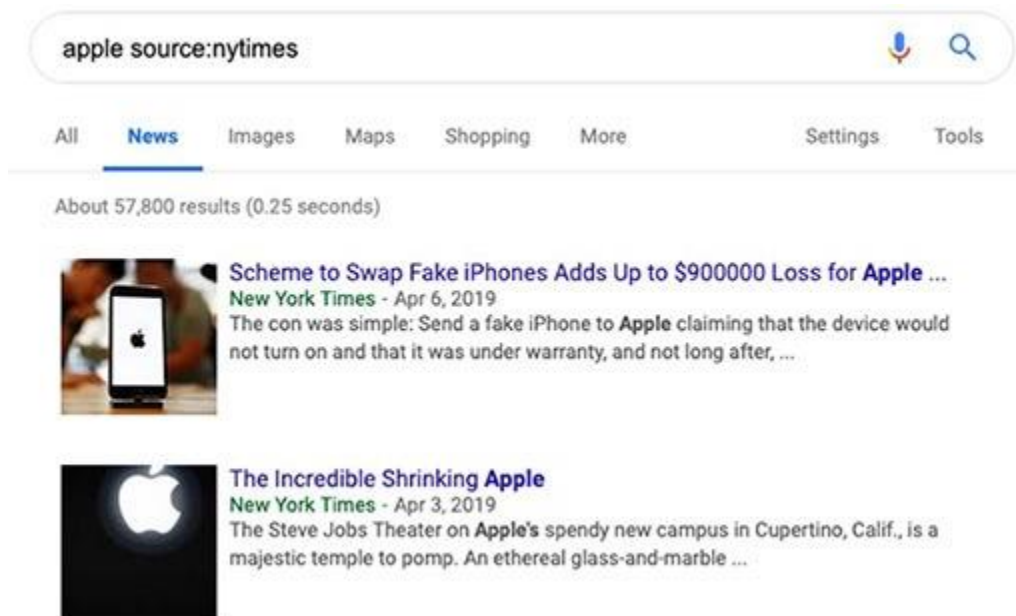 apple source:nytimes
All News Images Maps Shopping More Settings Tools
About 57,800 results (0.25 seconds)
Scheme to Swap Fake iPhones Adds Up to $900000 Loss for Apple ...
New York Times - Apr 6, 2019
The con was simple: Send a fake iPhone to Apple claiming that the device would
not turn on and that it was under warranty, and not long after, ...
The Incredible Shrinking Apple
New York Times - Apr 3, 2019
The Steve Jobs Theater on Apple's spendy new campus in Cupertino, Calif., is a
majestic temple to pomp. An ethereal glass-and-marble ...